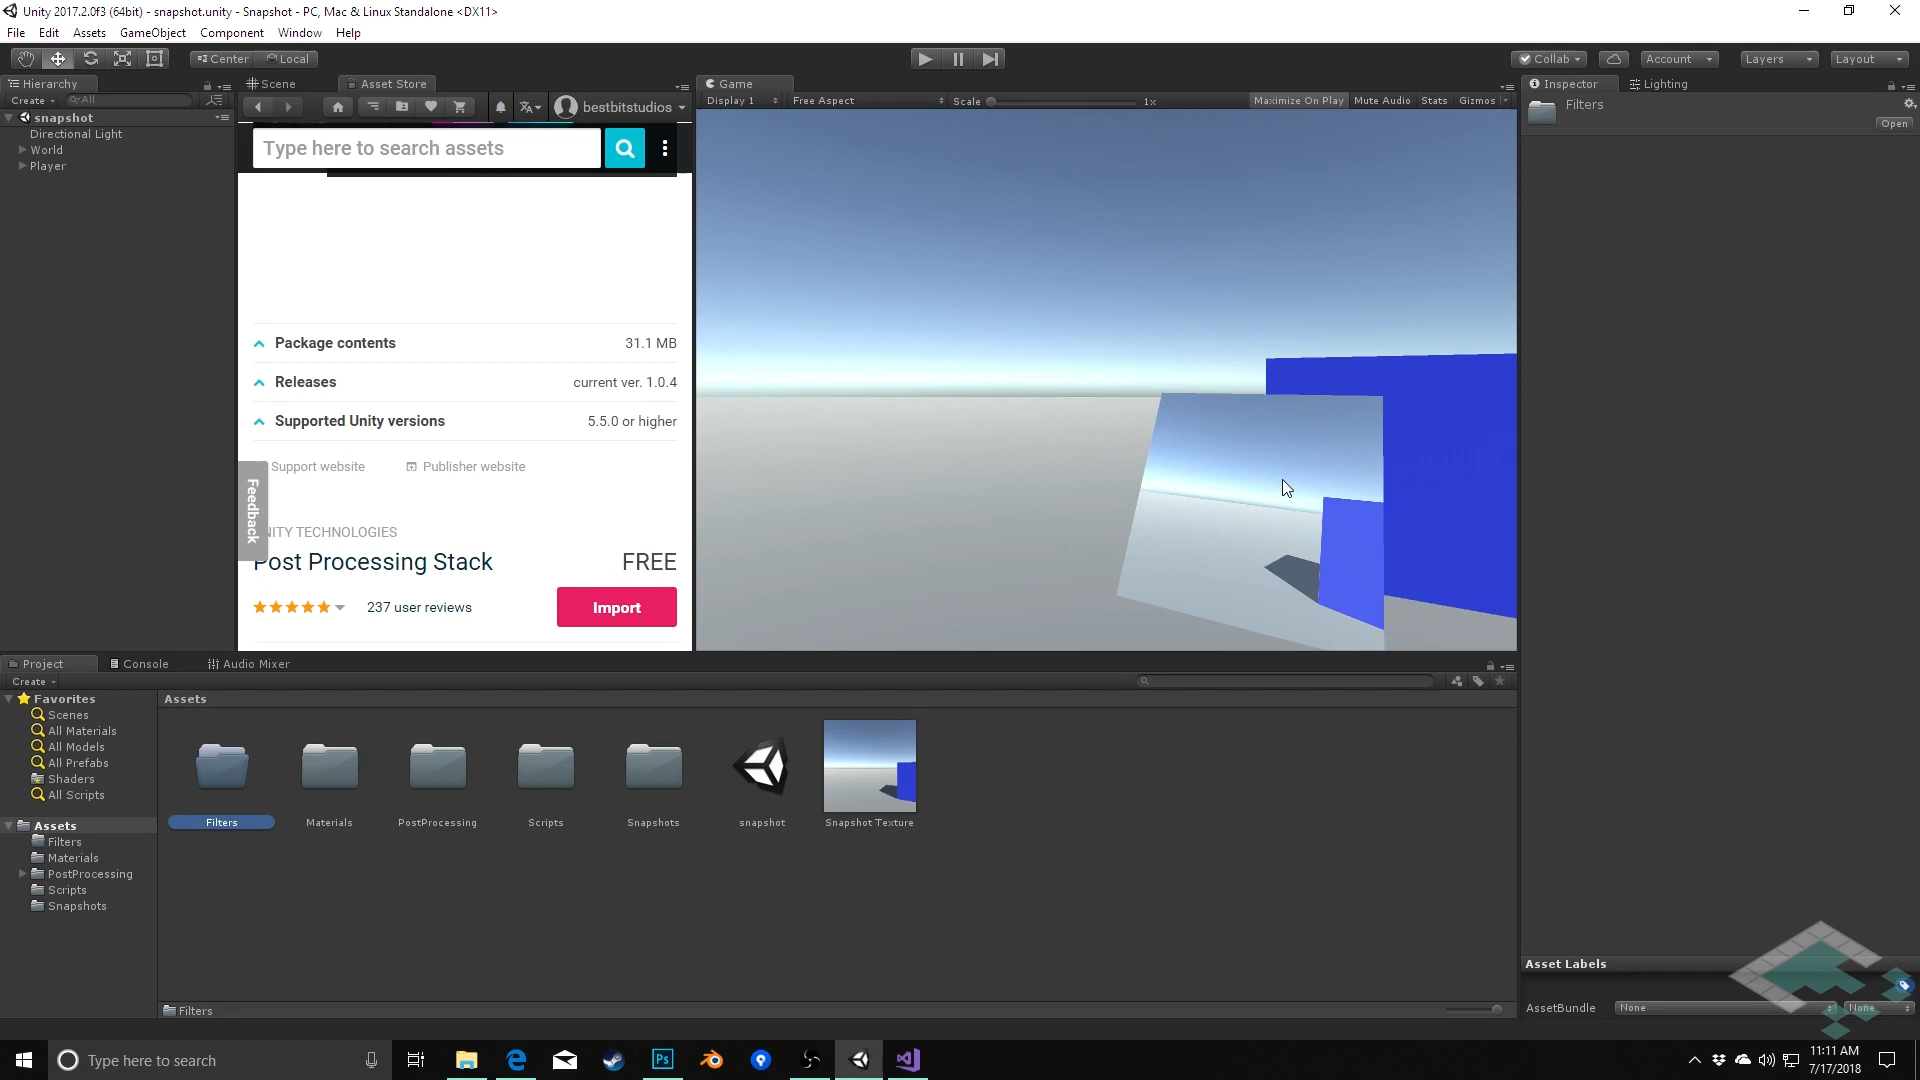 Unity 2017.2.0f3 (64bit) - snapshot.unity - Snapshot - PC, Mac & Linux Standalone <DX11>
File Edit Assets GameObject Component Window Help
Center Local
Collab Account Layers Layout
Hierarchy
Create All
snapshot
Directional Light
World
Player
Scene Asset Store
bestbitstudios
Type here to search assets
Package contents 31.1 MB
Releases current ver. 1.0.4
Supported Unity versions 5.5.0 or higher
Support website Publisher website
Feedback
NITY TECHNOLOGIES
Post Processing Stack FREE
237 user reviews Import
Game
Display 1 Free Aspect Scale 1x Maximize On Play Mute Audio Stats Gizmos
Inspector Lighting
Filters
Open
Project Console Audio Mixer
Create
Favorites
Scenes
All Materials
All Models
All Prefabs
Shaders
All Scripts
Assets
Filters
Materials
PostProcessing
Scripts
Snapshots
Assets
Filters Materials PostProcessing Scripts Snapshots snapshot Snapshot Texture
Filters
Asset Labels
AssetBundle None None
Type here to search
Ps
11:11 AM
7/17/2018